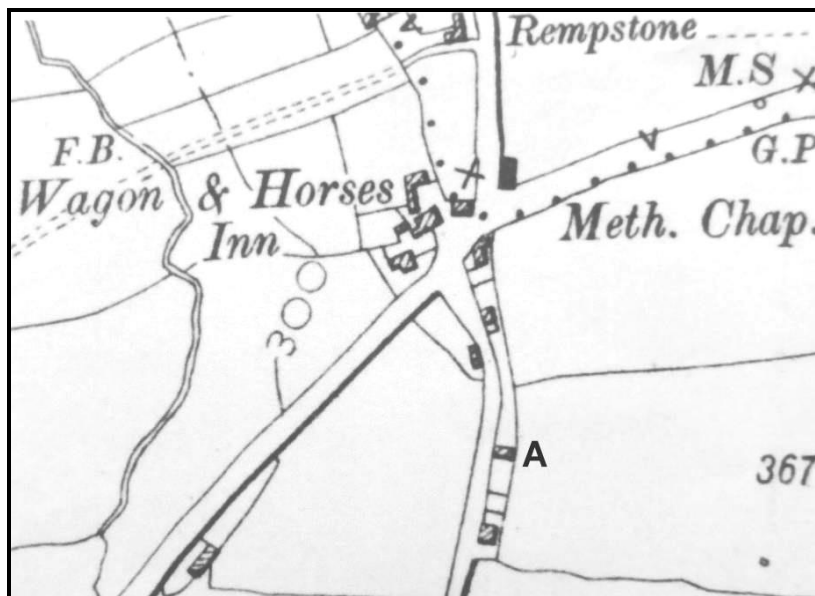 Rempstone
M.S
G.P
F.B.
Wagon & Horses
Inn
Meth. Chap.
300
A
367